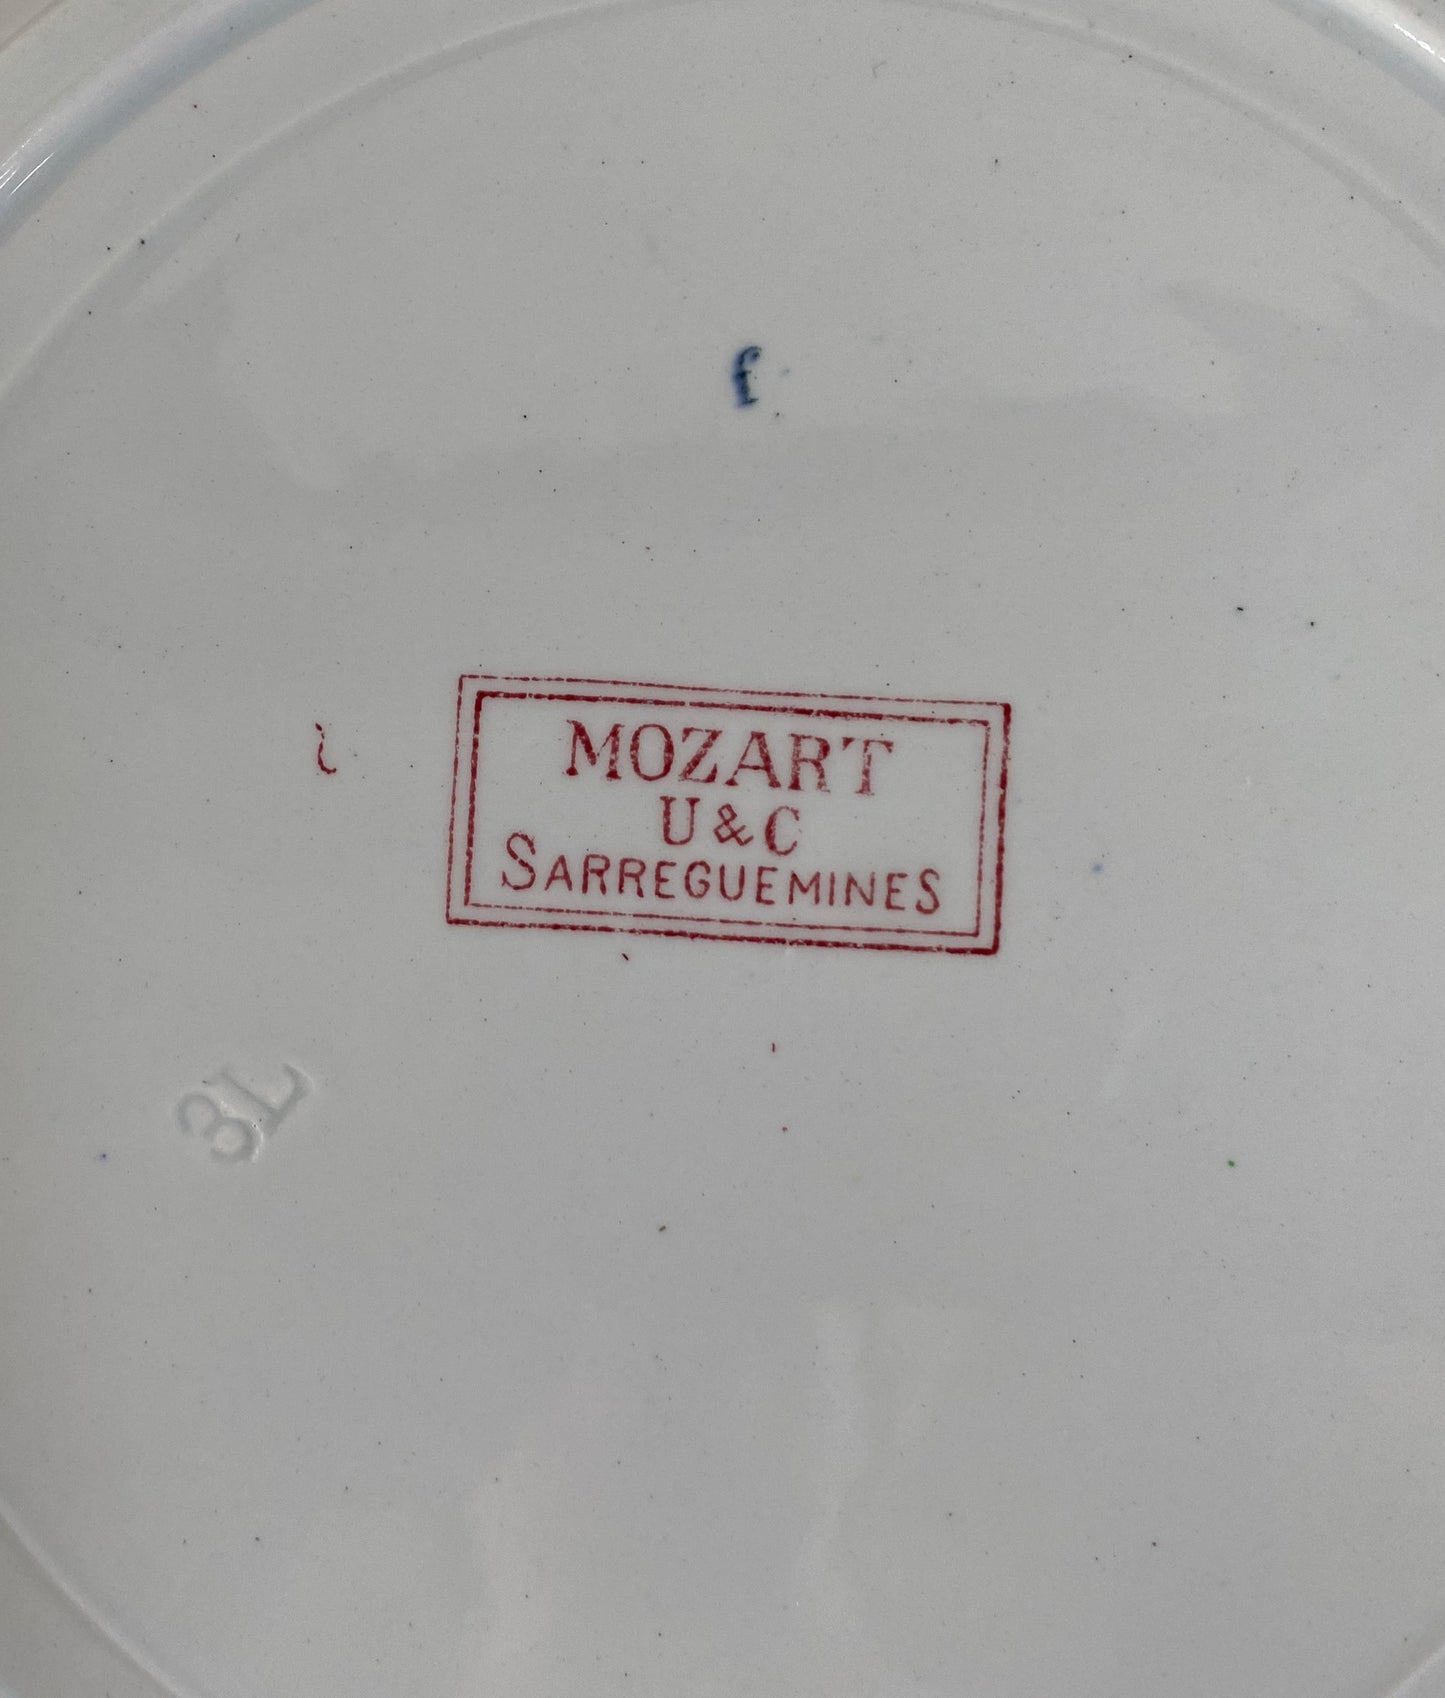 f
MOZART
U & C
SARREGUEMINES
3L